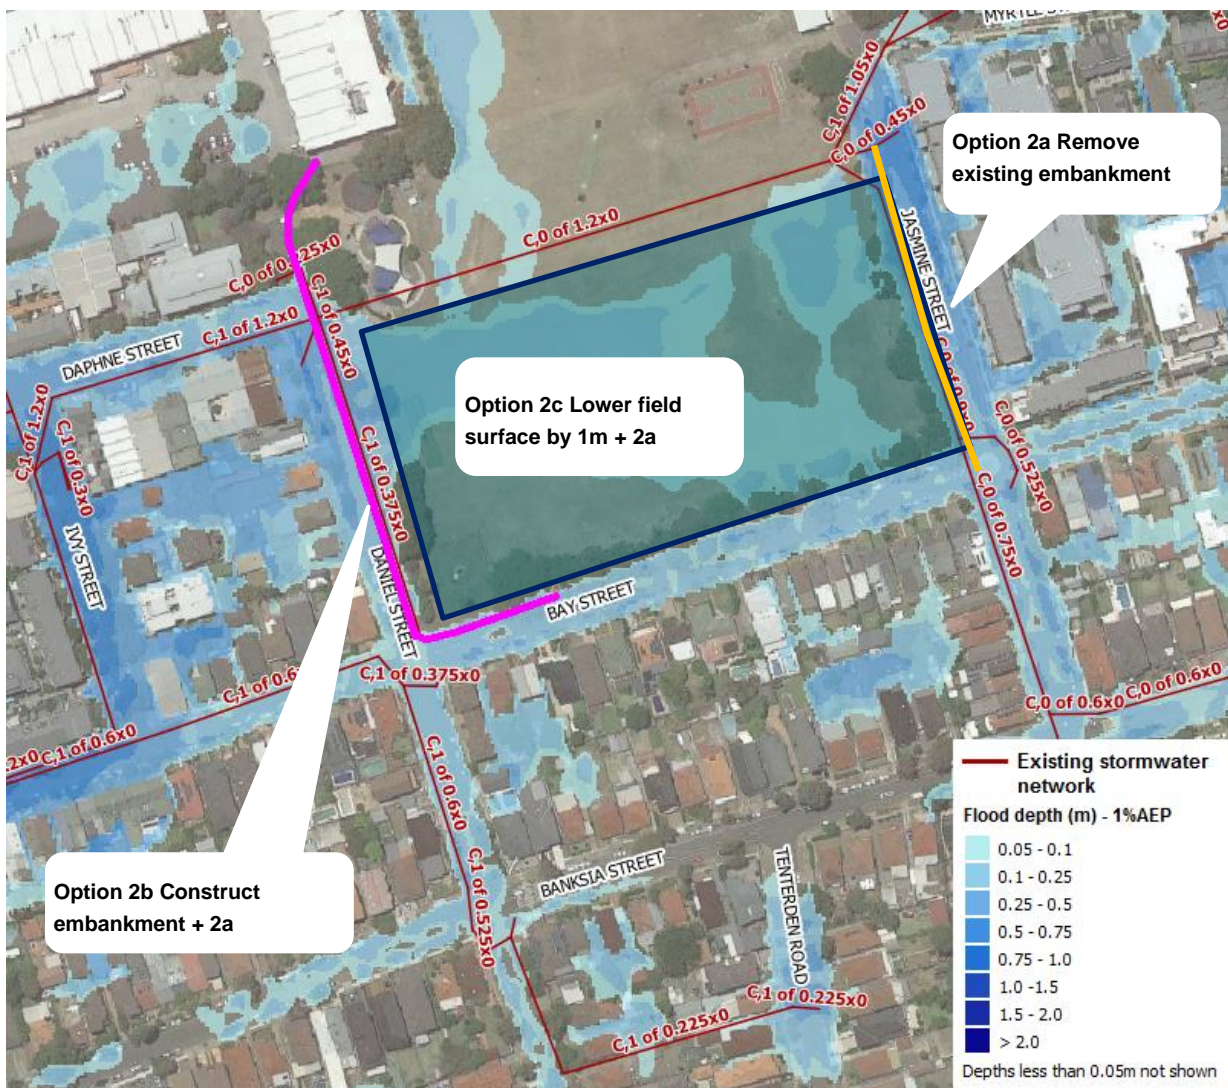 MYRTLE
C,1 of 1.05x0
C,0 of 0.45x0
Option 2a Remove
existing embankment
C,0 of 1.2x0
JASMINE STREET
C,0 of 0.225x0
C,1 of 1.2x0
C,1 of 0.45x0
DAPHNE STREET
Option 2c Lower field
surface by 1m + 2a
C,1 of 1.2x0
C,1 of 0.3x0
C,1 of 0.375x0
C,0 of 0.525x0
C,0 of 0.75x0
IVY STREET
DANIEL STREET
BAY STREET
C,1 of 0.6
C,1 of 0.375x0
C,0 of 0.6x0
C,0 of 0.6x0
.2x0
C,1 of 0.6x0
C,1 of 0.6x0
BANKSIA STREET
TENTERDEN ROAD
Option 2b Construct
embankment + 2a
C,1 of 0.525x0
C,1 of 0.225x0
C,1 of 0.225x0
Existing stormwater
network
Flood depth (m) - 1%AEP
0.05 - 0.1
0.1 - 0.25
0.25 - 0.5
0.5 - 0.75
0.75 - 1.0
1.0 -1.5
1.5 - 2.0
> 2.0
Depths less than 0.05m not shown